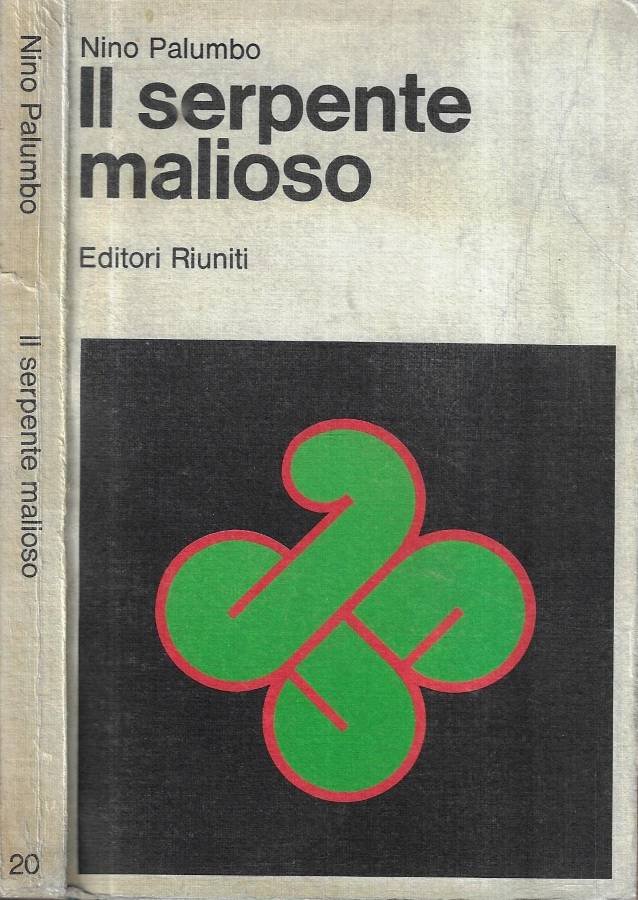 Nino Palumbo
Il serpente
malioso
Editori Riuniti
Nino Palumbo
Il serpente malioso
20